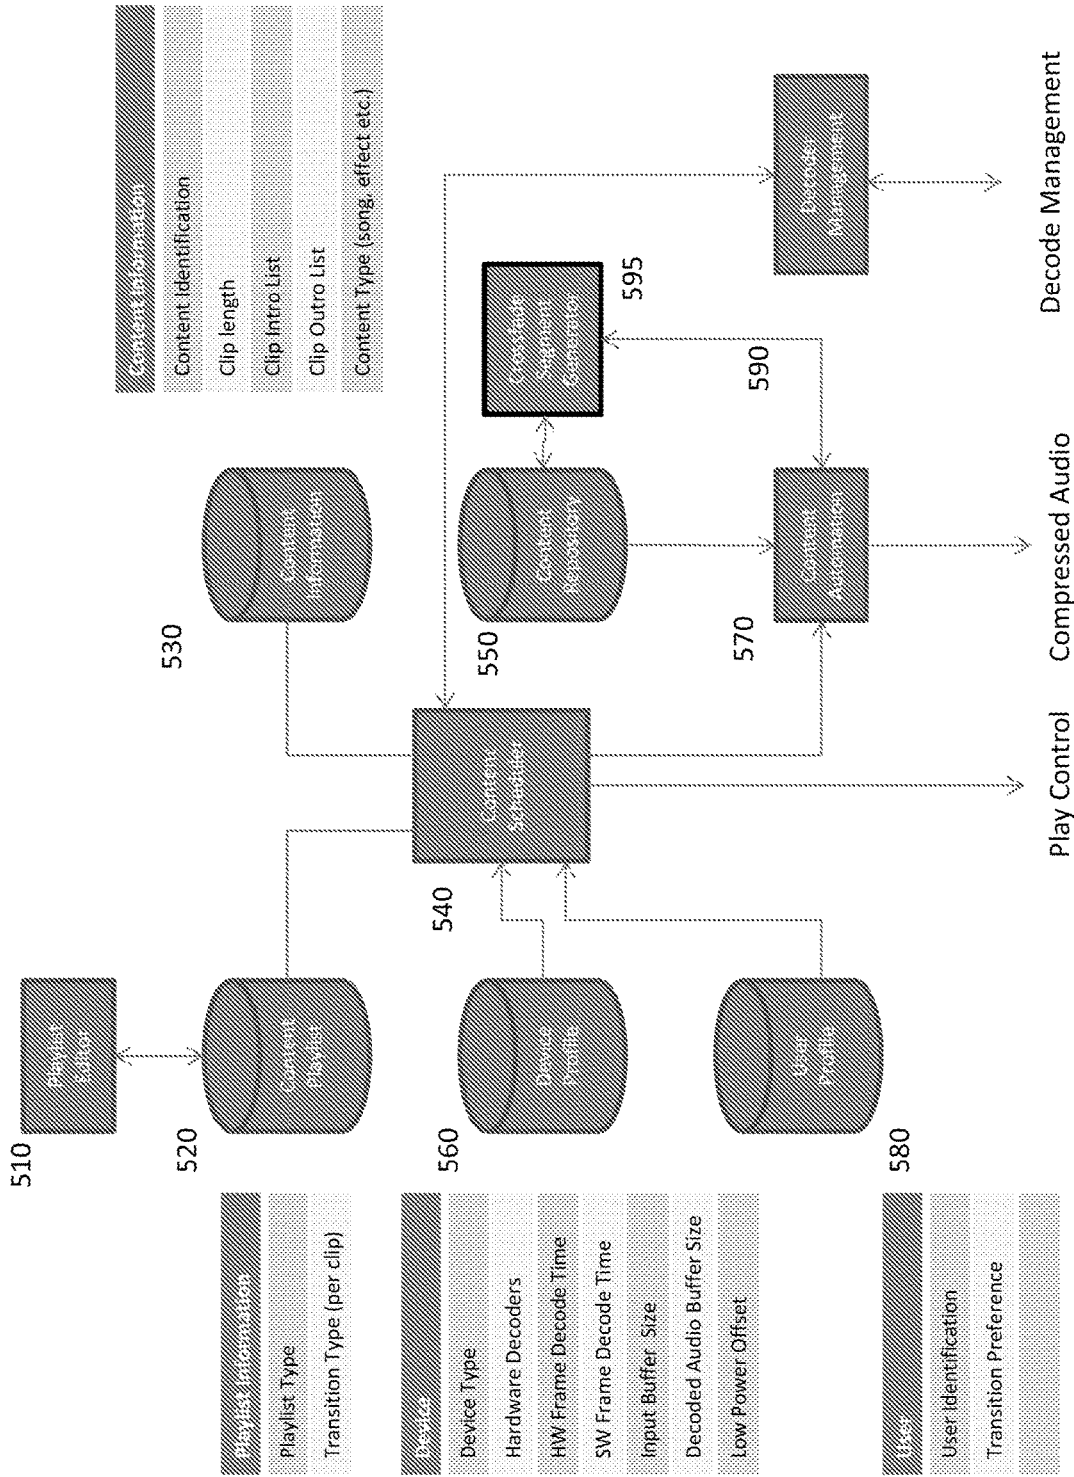 510
Playlist
Editor
Playlist Information
Playlist Type
Transition Type (per clip)
520
Content
Playlist
530
Content
Information
Content Information
Content Identification
Clip length
Clip Intro List
Clip Outro List
Content Type (song, effect etc.)
Device
Device Type
Hardware Decoders
HW Frame Decode Time
SW Frame Decode Time
Input Buffer Size
Decoded Audio Buffer Size
Low Power Offset
560
Device
Profile
540
Content
Scheduler
550
Content
Repository
Segment
Generator
595
User
User Identification
Transition Preference
580
User
Profile
570
Content
Automation
590
Decoder
Management
Play Control
Compressed Audio
Decode Management